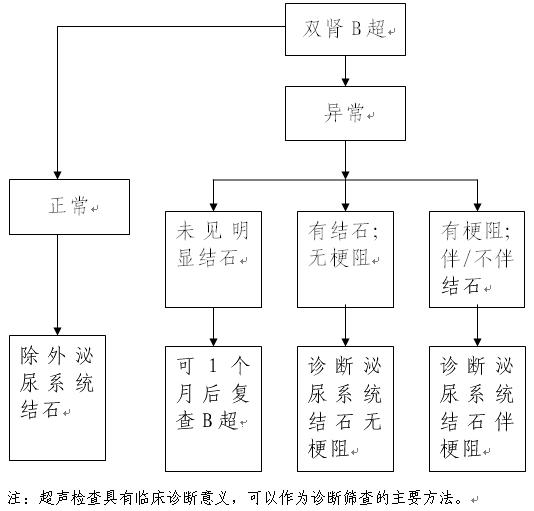 双肾B超
异常
正常
未见明
显结石
有结石;
无梗阻
有梗阻;
伴/不伴
结石
除外泌
尿系统
结石
可1个
月后复
查B超
诊断泌
尿系统
结石无
梗阻
诊断泌
尿系统
结石伴
梗阻
注：超声检查具有临床诊断意义，可以作为诊断筛查的主要方法。